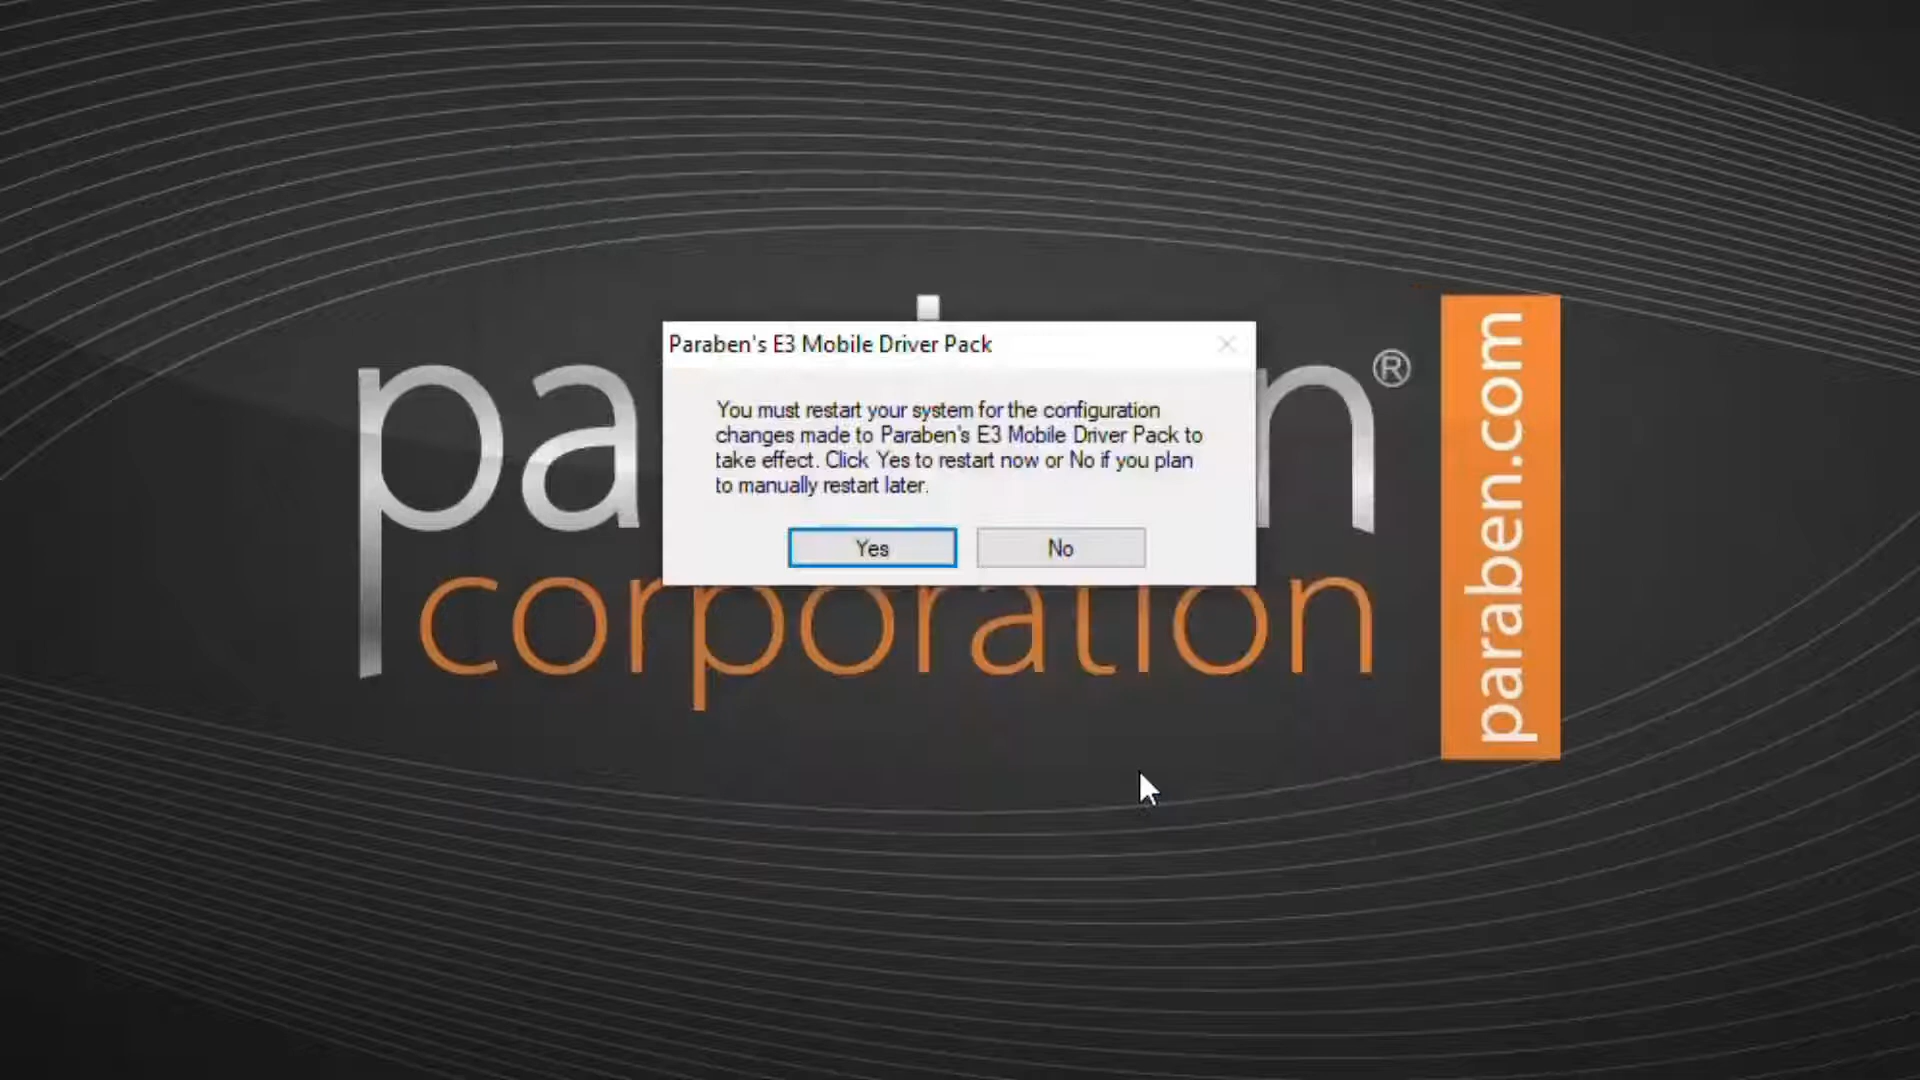 Paraben's E3 Mobile Driver Pack
You must restart your system for the configuration
changes made to Paraben's E3 Mobile Driver Pack to
take effect. Click Yes to restart now or No if you plan
to manually restart later.
Yes
No
pa n®
corporation
paraben.com